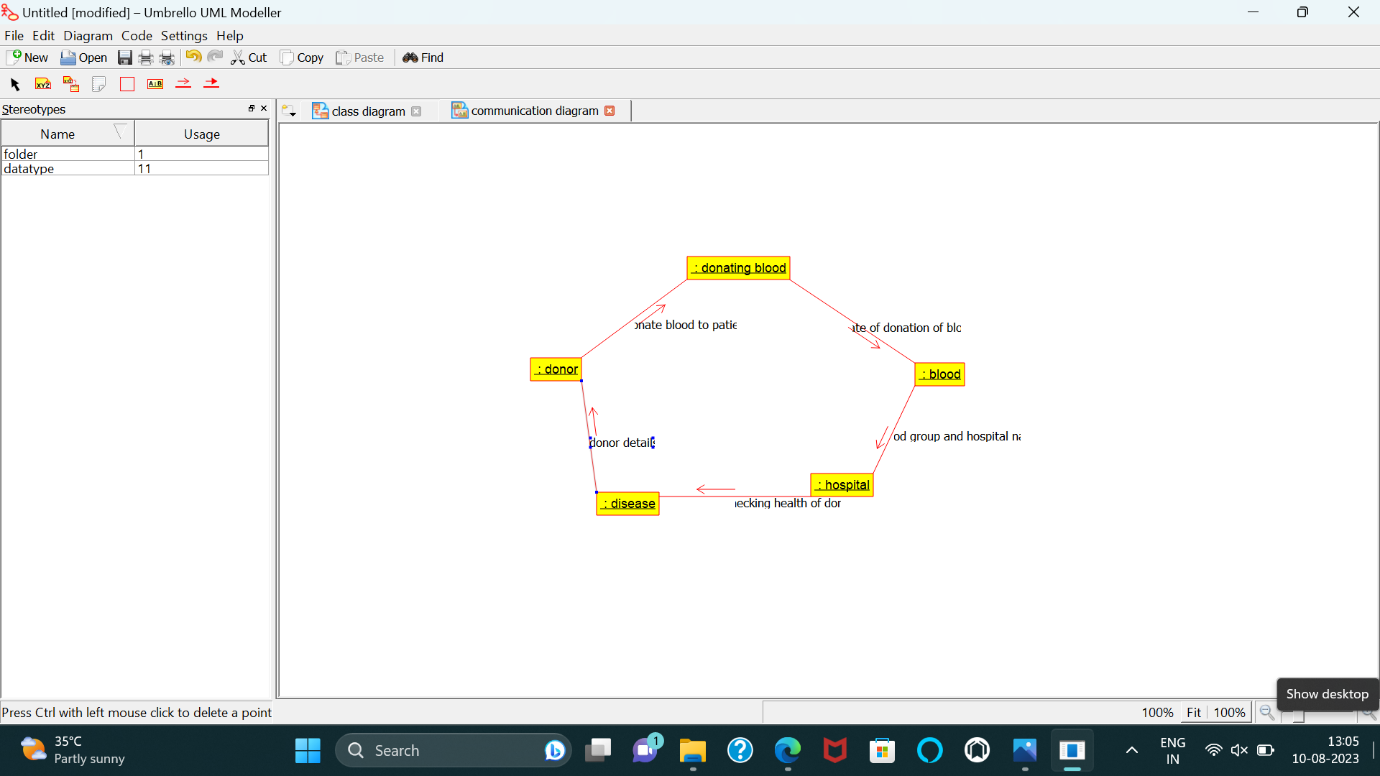 Untitled [modified] – Umbrello UML Modeller
File Edit Diagram Code Settings Help
New Open Cut Copy Paste Find
Stereotypes
class diagram communication diagram
Name Usage
folder 1
datatype 11
: donating blood
onate blood to patie
te of donation of blo
: donor
: blood
od group and hospital na
donor details
: hospital
: disease
ecking health of dor
Show desktop
Press Ctrl with left mouse click to delete a point
100% Fit 100%
35°C
Partly sunny
Search
1
ENG
IN
13:05
10-08-2023